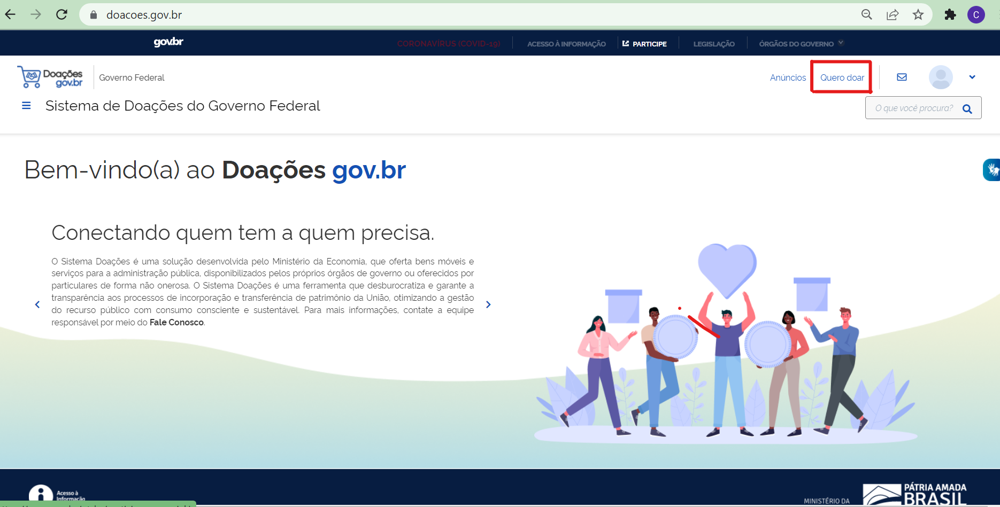 doacoes.gov.br
C
gov.br
CORONAVÍRUS (COVID-19)
ACESSO À INFORMAÇÃO
PARTICIPE
LEGISLAÇÃO
ÓRGÃOS DO GOVERNO
Doações
gov.br
Governo Federal
Anúncios
Quero doar
Sistema de Doações do Governo Federal
O que você procura?
Bem-vindo(a) ao Doações gov.br
Conectando quem tem a quem precisa.
O Sistema Doações é uma solução desenvolvida pelo Ministério da Economia, que oferta bens móveis e
serviços para a administração pública, disponibilizados pelos próprios órgãos de governo ou oferecidos por
particulares de forma não onerosa. O Sistema Doações é uma ferramenta que desburocratiza e garante a
transparência aos processos de incorporação e transferência de patrimônio da União, otimizando a gestão
do recurso público com consumo consciente e sustentável. Para mais informações, contate a equipe
responsável por meio do Fale Conosco.
Acesso à
Informação
MINISTÉRIO DA
PÁTRIA AMADA
BRASIL